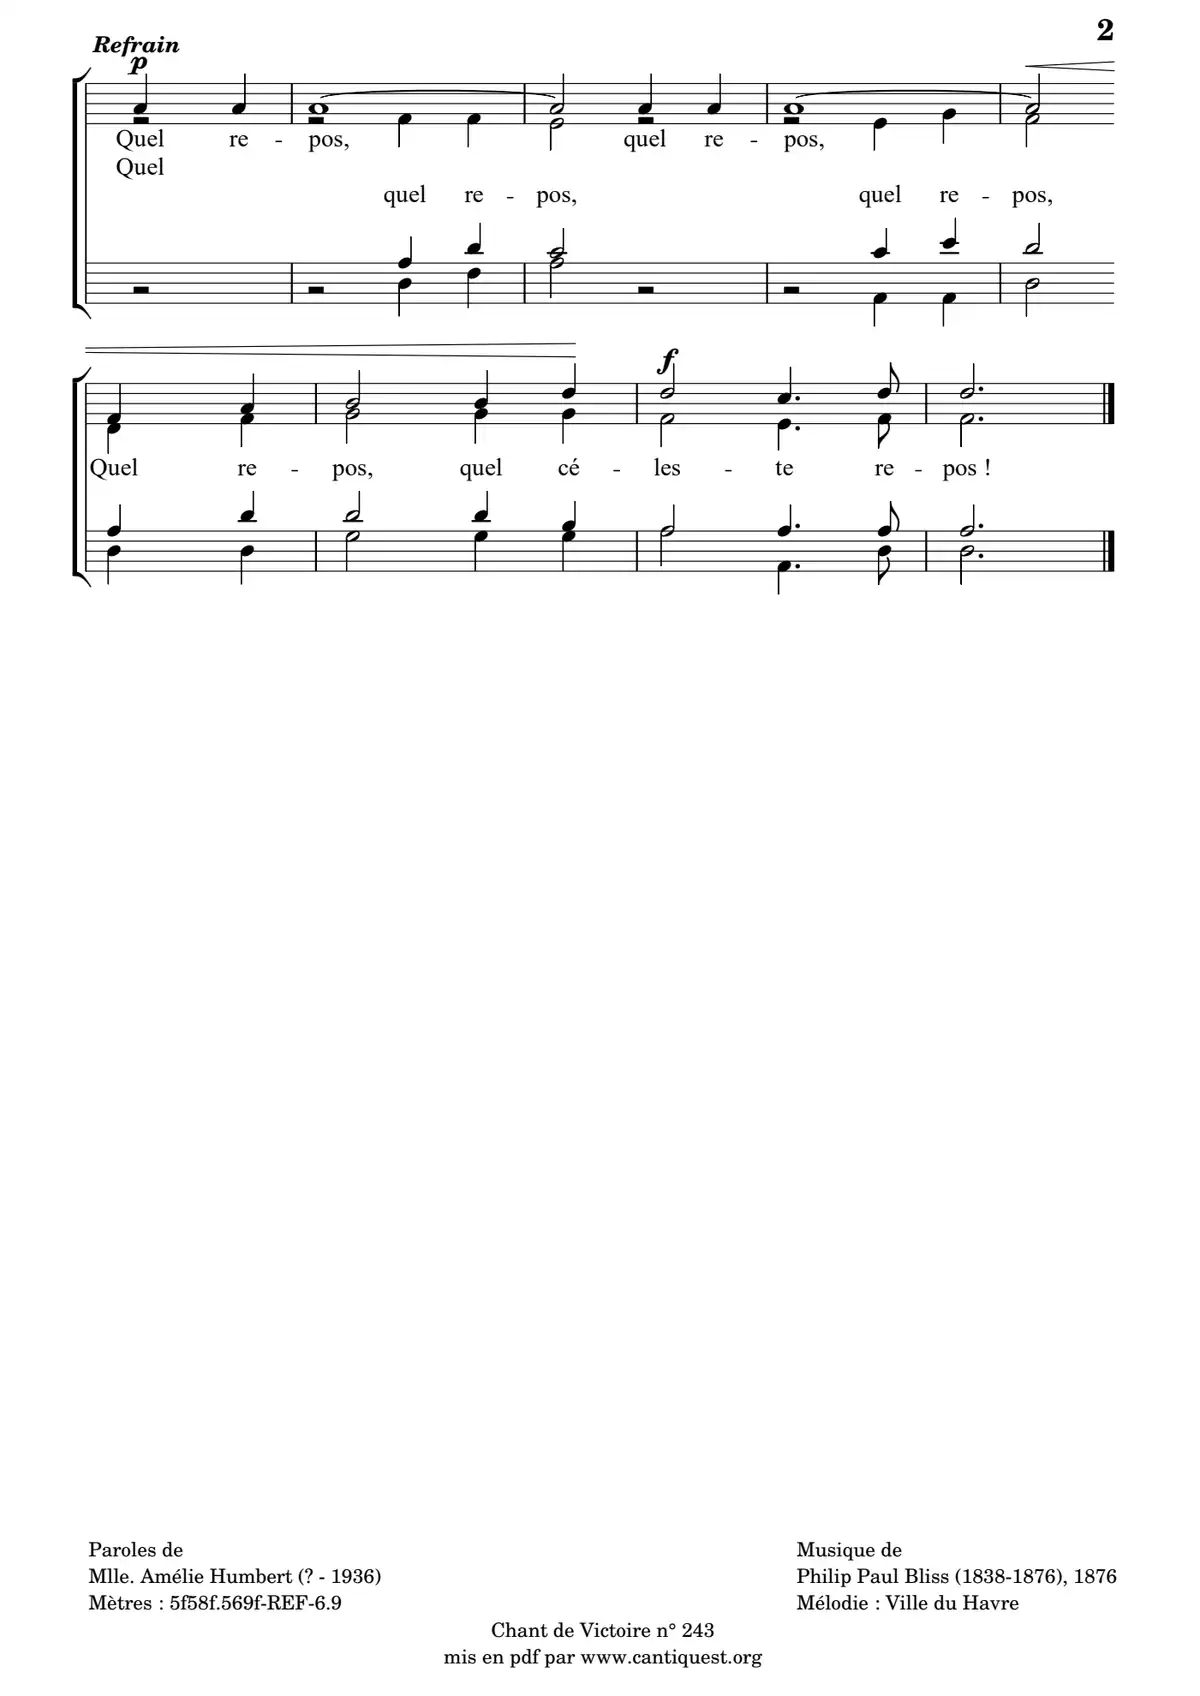 2
Refrain
p
Quel re - pos, quel re - pos,
Quel
quel re - pos, quel re - pos,
f
Quel re - pos, quel cé - les - te re - pos !
Paroles de
Mlle. Amélie Humbert (? - 1936)
Mètres : 5f58f.569f-REF-6.9
Musique de
Philip Paul Bliss (1838-1876), 1876
Mélodie : Ville du Havre
Chant de Victoire n° 243
mis en pdf par www.cantiquest.org